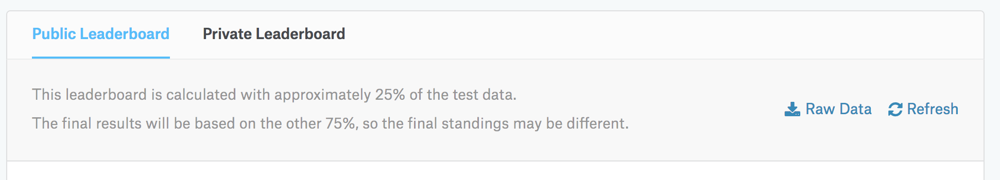 Public Leaderboard Private Leaderboard
This leaderboard is calculated with approximately 25% of the test data.
The final results will be based on the other 75%, so the final standings may be different.
Raw Data Refresh